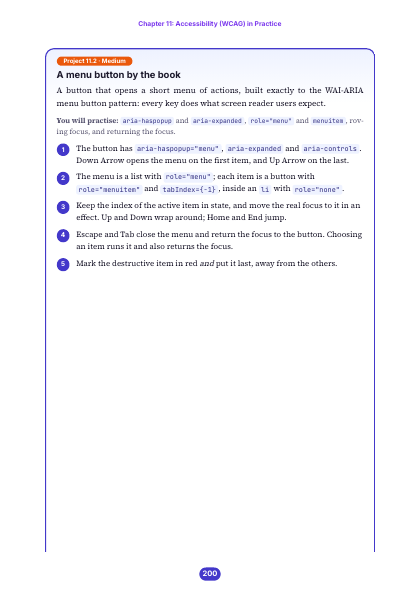 Chapter 11: Accessibility (WCAG) in Practice
Project 11.2 · Medium
A menu button by the book
A button that opens a short menu of actions, built exactly to the WAI-ARIA
menu button pattern: every key does what screen reader users expect.
You will practise: aria-haspopup and aria-expanded, role="menu" and menuitem, rov-
ing focus, and returning the focus.
1 The button has aria-haspopup="menu", aria-expanded and aria-controls.
Down Arrow opens the menu on the first item, and Up Arrow on the last.
2 The menu is a list with role="menu"; each item is a button with
role="menuitem" and tabIndex={-1}, inside an li with role="none".
3 Keep the index of the active item in state, and move the real focus to it in an
effect. Up and Down wrap around; Home and End jump.
4 Escape and Tab close the menu and return the focus to the button. Choosing
an item runs it and also returns the focus.
5 Mark the destructive item in red and put it last, away from the others.
200